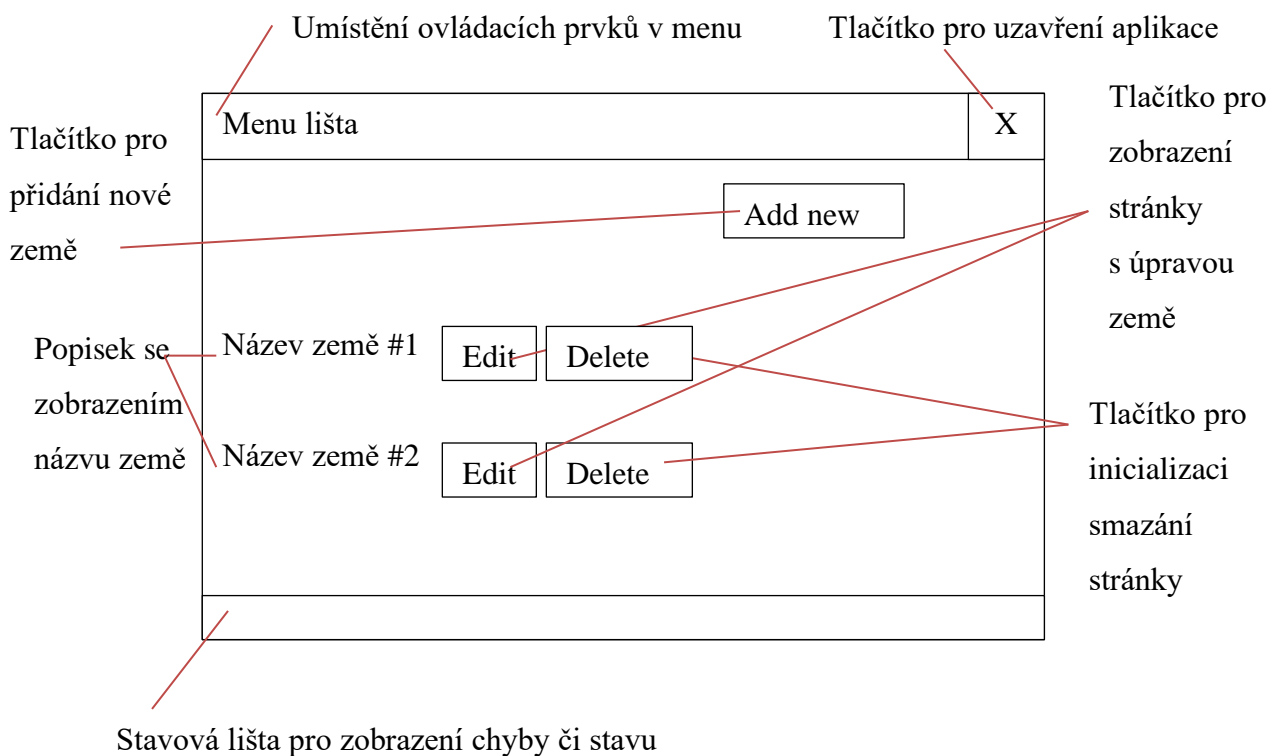 Umístění ovládacích prvků v menu
Tlačítko pro uzavření aplikace
Menu lišta
X
Tlačítko pro
zobrazení
stránky
s úpravou
země
Tlačítko pro
přidání nové
země
Add new
Popisek se
zobrazením
názvu země
Název země #1
Edit
Delete
Název země #2
Edit
Delete
Tlačítko pro
inicializaci
smazání
stránky
Stavová lišta pro zobrazení chyby či stavu